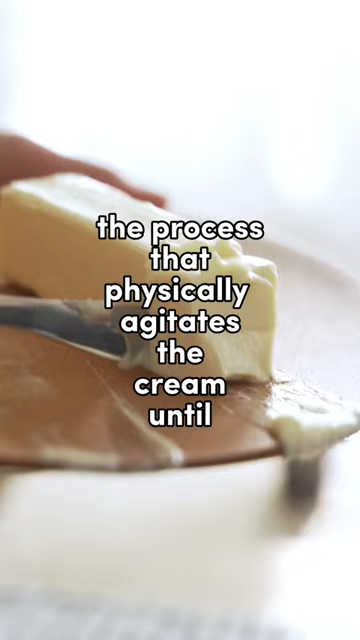 the process
that
physically
agitates
the
cream
until